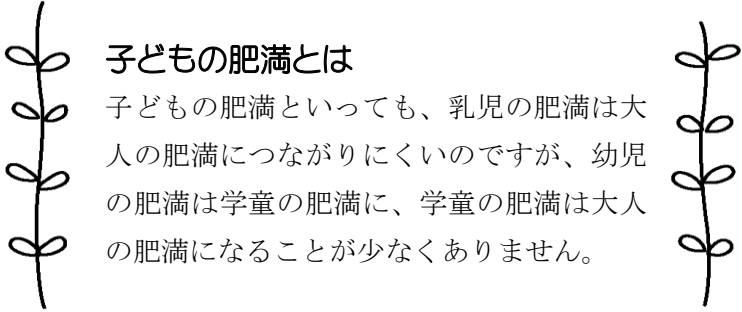 子どもの肥満とは
子どもの肥満といっても、乳児の肥満は大
人の肥満につながりにくいのですが、幼児
の肥満は学童の肥満に、学童の肥満は大人
の肥満になることが少なくありません。